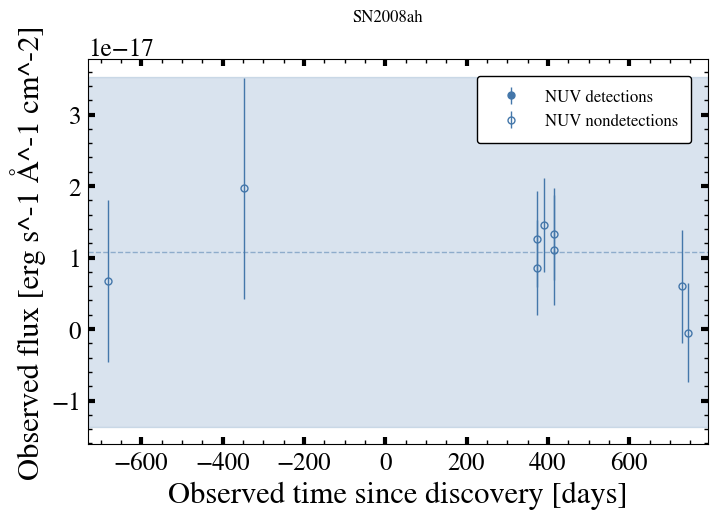 SN2008ah
1e−17
Observed flux [erg s^-1 Å^-1 cm^-2]
3
2
1
0
−1
NUV detections
NUV nondetections
−600 −400 −200 0 200 400 600
Observed time since discovery [days]